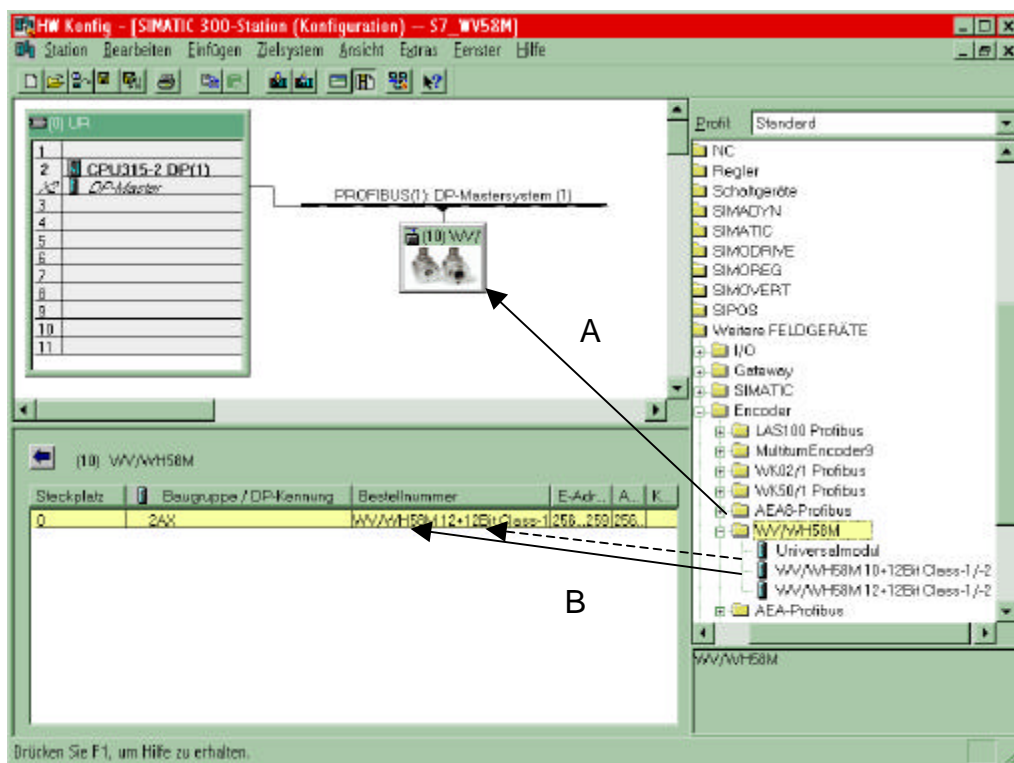 HW Konfig - [SIMATIC 300-Station (Konfiguration) -- S7_WV58M]
Station Bearbeiten Einfügen Zielsystem Ansicht Extras Fenster Hilfe
(0) UR
1
2 CPU315-2 DP(1)
X2 DP-Master
3
4
5
6
7
8
9
10
11
PROFIBUS(1): DP-Mastersystem (1)
(10) WV/
A
Profil Standard
NC
Regler
Schaltgeräte
SIMADYN
SIMATIC
SIMODRIVE
SIMOREG
SIMOVERT
SIPOS
Weitere FELDGERÄTE
I/O
Gateway
SIMATIC
Encoder
LAS100 Profibus
MultiturnEncoder9
WK02/1 Profibus
WK50/1 Profibus
AEA8-Profibus
WV/WH58M
Universalmodul
WV/WH58M 10+12Bit Class-1/-2
WV/WH58M 12+12Bit Class-1/-2
AEA-Profibus
WV/WH58M
(10) WV/WH58M
Steckplatz Baugruppe / DP-Kennung Bestellnummer E-Adr... A... K...
0 2AX WV/WH58M 12+12Bit Class-1 256..259 256..
B
Drücken Sie F1, um Hilfe zu erhalten.